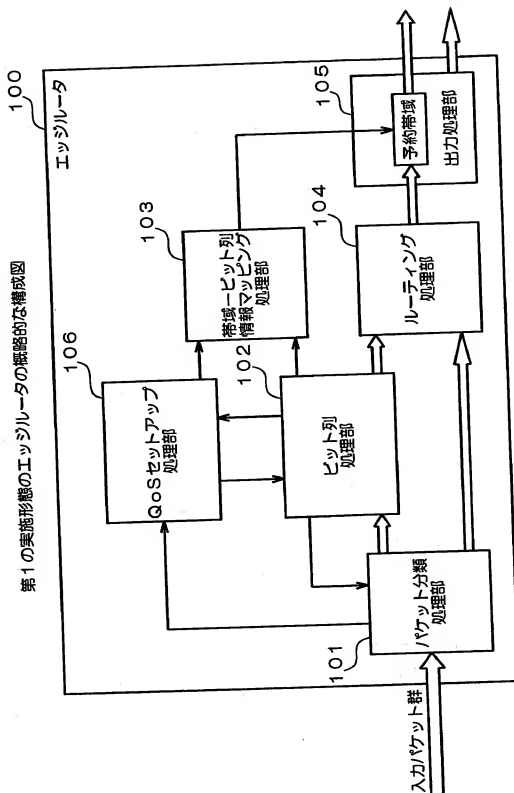 第1の実施形態のエッジルータの概略的な構成図
100
エッジルータ
106
QoSセットアップ
処理部
103
帯域－ビット列
情報マッピング
処理部
105
予約帯域
出力処理部
102
ビット列
処理部
104
ルーティング
処理部
101
パケット分類
処理部
入力パケット群